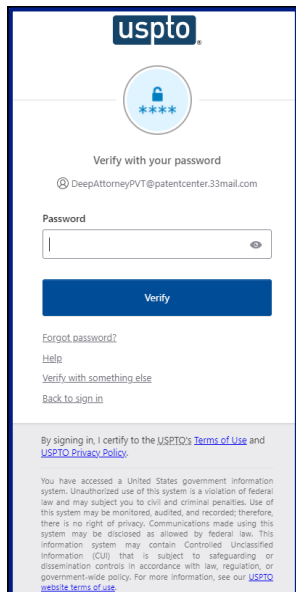 uspto®
****
Verify with your password
DeepAttorneyPVT@patentcenter.33mail.com
Password
Verify
Forgot password?
Help
Verify with something else
Back to sign in
By signing in, I certify to the USPTO's Terms of Use and
USPTO Privacy Policy.
You have accessed a United States government information
system. Unauthorized use of this system is a violation of federal
law and may subject you to civil and criminal penalties. Use of
this system may be monitored, audited, and recorded; therefore,
there is no right of privacy. Communications made using this
system may be disclosed as allowed by federal law. This
information system may contain Controlled Unclassified
Information (CUI) that is subject to safeguarding or
dissemination controls in accordance with law, regulation, or
government-wide policy. For more information, see our USPTO
website terms of use.